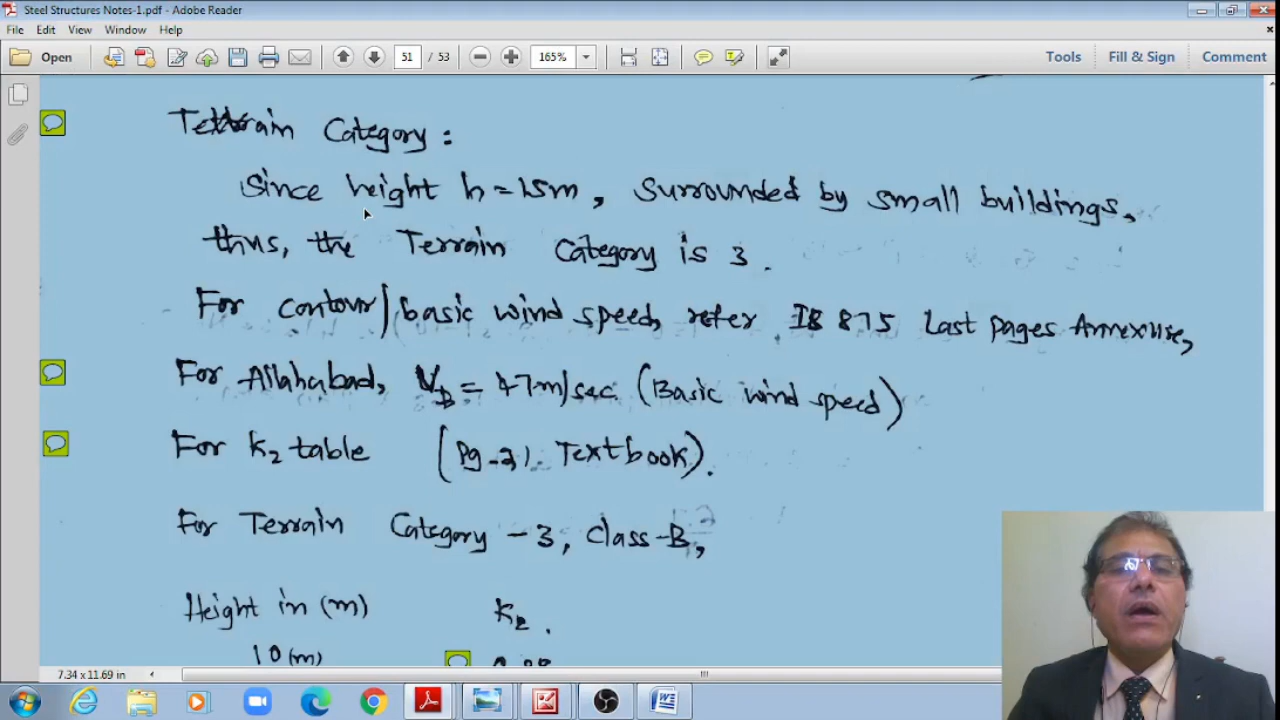 Steel Structures Notes-1.pdf - Adobe Reader
File Edit View Window Help
Open 51 / 53 165% Tools Fill & Sign Comment
Terrain Category :
Since height h = 15m, surrounded by small buildings,
thus, the Terrain Category is 3.
For contour/basic wind speed, refer IS 875 Last pages Annexure,
For Allahabad, VB = 47m/sec (Basic wind speed)
For k2 table (Pg-21. Textbook).
For Terrain Category - 3, class-B,
Height in (m) k2.
10 (m)
7.34 x 11.69 in